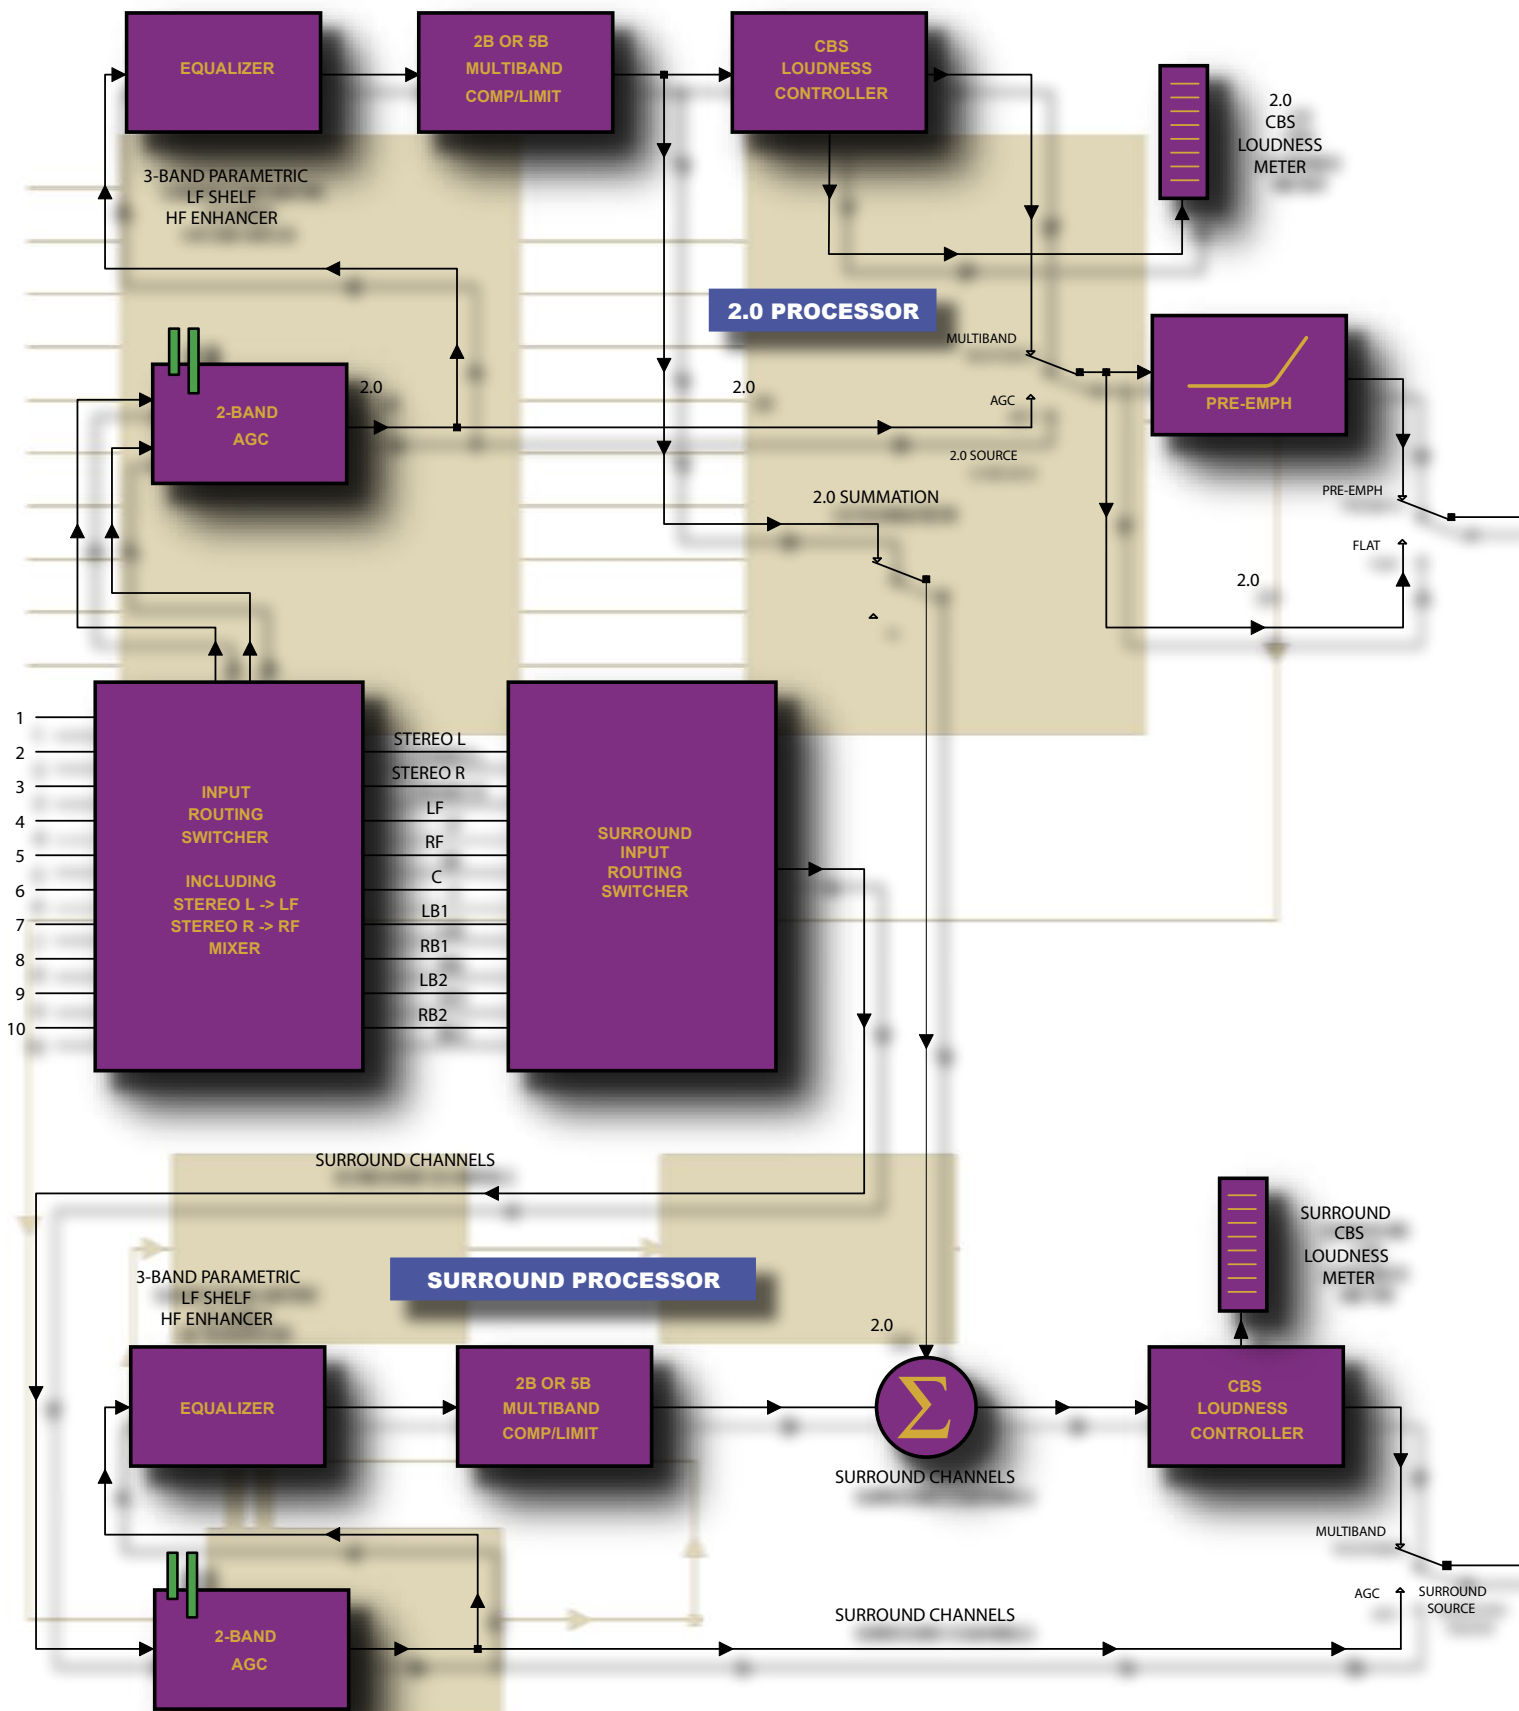 EQUALIZER
2B OR 5B
MULTIBAND
COMP/LIMIT
CBS
LOUDNESS
CONTROLLER
2.0
CBS
LOUDNESS
METER
3-BAND PARAMETRIC
LF SHELF
HF ENHANCER
2.0 PROCESSOR
MULTIBAND
PRE-EMPH
2-BAND
AGC
2.0
2.0
AGC
2.0 SOURCE
2.0 SUMMATION
PRE-EMPH
FLAT
2.0
1
2
3
4
5
6
7
8
9
10
INPUT
ROUTING
SWITCHER
INCLUDING
STEREO L -> LF
STEREO R -> RF
MIXER
STEREO L
STEREO R
LF
RF
C
LB1
RB1
LB2
RB2
SURROUND
INPUT
ROUTING
SWITCHER
SURROUND CHANNELS
SURROUND
CBS
LOUDNESS
METER
3-BAND PARAMETRIC
LF SHELF
HF ENHANCER
SURROUND PROCESSOR
2.0
EQUALIZER
2B OR 5B
MULTIBAND
COMP/LIMIT
Σ
SURROUND CHANNELS
CBS
LOUDNESS
CONTROLLER
MULTIBAND
AGC
SURROUND
SOURCE
2-BAND
AGC
SURROUND CHANNELS